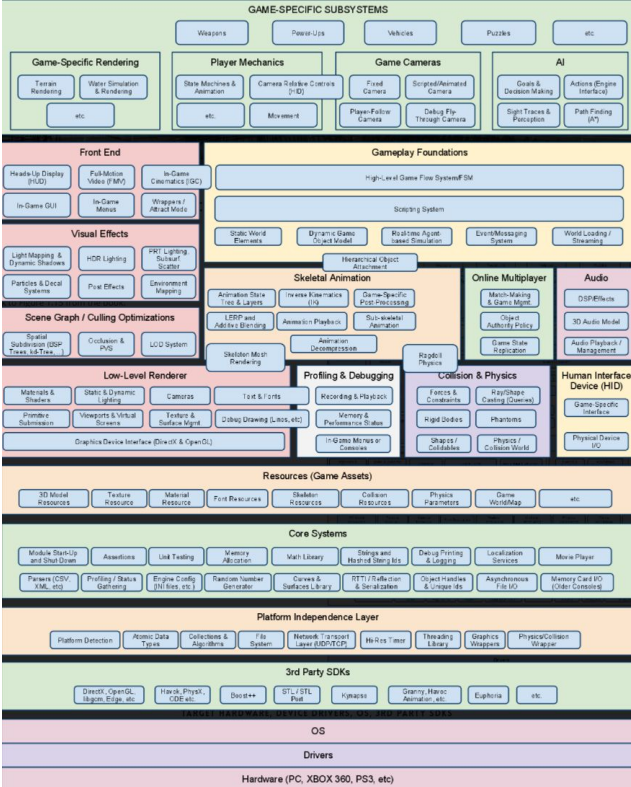 GAME-SPECIFIC SUBSYSTEMS
Weapons
Power-Ups
Vehicles
Puzzles
etc
Game-Specific Rendering
Terrain
Rendering
Water Simulation
& Rendering
etc
Player Mechanics
State Machines &
Animation
Camera Relative Controls
(HID)
etc.
Movement
Game Cameras
Fixed
Camera
Scripted/Animated
Camera
Player-Follow
Camera
Debug Fly-
Through Camera
AI
Goals &
Decision Making
Actions (Engine
Interface)
Sight Traces &
Perception
Path Finding
(A*)
Front End
Heads-Up Display
(HUD)
Full-Motion
Video (FMV)
In-Game
Cinematics (IGC)
In-Game GUI
In-Game
Menus
Wrappers /
Attract Mode
Gameplay Foundations
High-Level Game Flow System/FSM
Scripting System
Static World
Elements
Dynamic Game
Object Model
Real-time Agent-
based Simulation
Event/Messaging
System
World Loading /
Streaming
Hierarchical Object
Attachment
Visual Effects
Light Mapping &
Dynamic Shadows
HDR Lighting
PRT Lighting,
Subsurf.
Scatter
Particles & Decal
Systems
Post Effects
Environment
Mapping
Skeletal Animation
Animation State
Tree & Layers
Inverse Kinematics
(IK)
Game-Specific
Post-Processing
LERP and
Additive Blending
Animation Playback
Sub-skeletal
Animation
Animation
Decompression
Skeletal Mesh
Rendering
Ragdoll
Physics
Online Multiplayer
Match-Making
& Game Mgmt.
Object
Authority Policy
Game State
Replication
Audio
DSP/Effects
3D Audio Model
Audio Playback /
Management
Scene Graph / Culling Optimizations
Spatial
Subdivision (BSP
Trees, kd-Tree, ...)
Occlusion &
PVS
LOD System
Low-Level Renderer
Materials &
Shaders
Static & Dynamic
Lighting
Cameras
Text & Fonts
Primitive
Submission
Viewports & Virtual
Screens
Texture &
Surface Mgmt
Debug Drawing (Lines, etc)
Graphics Device Interface (DirectX & OpenGL)
Profiling & Debugging
Recording & Playback
Memory &
Performance Status
In-Game Menus or
Consoles
Collision & Physics
Forces &
Constraints
Ray/Shape
Casting (Queries)
Rigid Bodies
Phantoms
Shapes /
Collidables
Physics /
Collision World
Human Interface
Device (HID)
Game-Specific
Interface
Physical Device
I/O
Resources (Game Assets)
3D Model
Resources
Texture
Resource
Material
Resource
Font Resources
Skeleton
Resources
Collision
Resources
Physics
Parameters
Game
World/Map
etc
Core Systems
Module Start-Up
and Shut Down
Assertions
Unit Testing
Memory
Allocation
Math Library
Strings and
Hashed String Ids
Debug Printing
& Logging
Localization
Services
Movie Player
Parsers (CSV,
XML, etc)
Profiling / Status
Gathering
Engine Config
(INI files, etc.)
Random Number
Generator
Curves &
Surfaces Library
RTTI / Reflection
& Serialization
Object Handles
& Unique Ids
Asynchronous
File I/O
Memory Card I/O
(Older Consoles)
Platform Independence Layer
Platform Detection
Atomic Data
Types
Collections &
Algorithms
File
System
Network Transport
Layer (UDP/TCP)
Hi-Res Timer
Threading
Library
Graphics
Wrappers
Physics/Collision
Wrapper
3rd Party SDKs
DirectX, OpenGL,
libgcm, Edge, etc
Havok, PhysX,
ODE etc
Boost++
STL / STL
Port
Kynapse
Granny, Havoc
Animation, etc
Euphoria
etc.
TARGET HARDWARE, DEVICE DRIVERS, OS, 3RD PARTY SDKS
OS
Drivers
Hardware (PC, XBOX 360, PS3, etc)